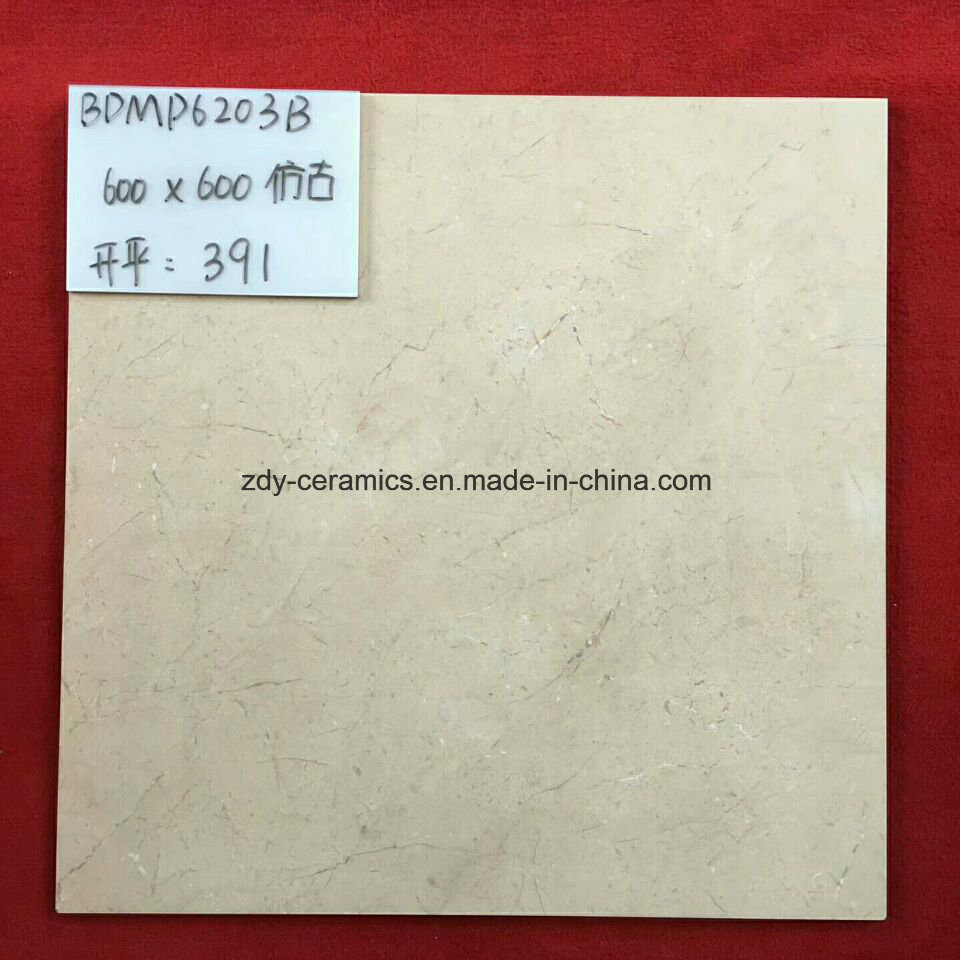 BDMP6203B
600 x 600 仿古
开平: 391
zdy-ceramics.en.made-in-china.com